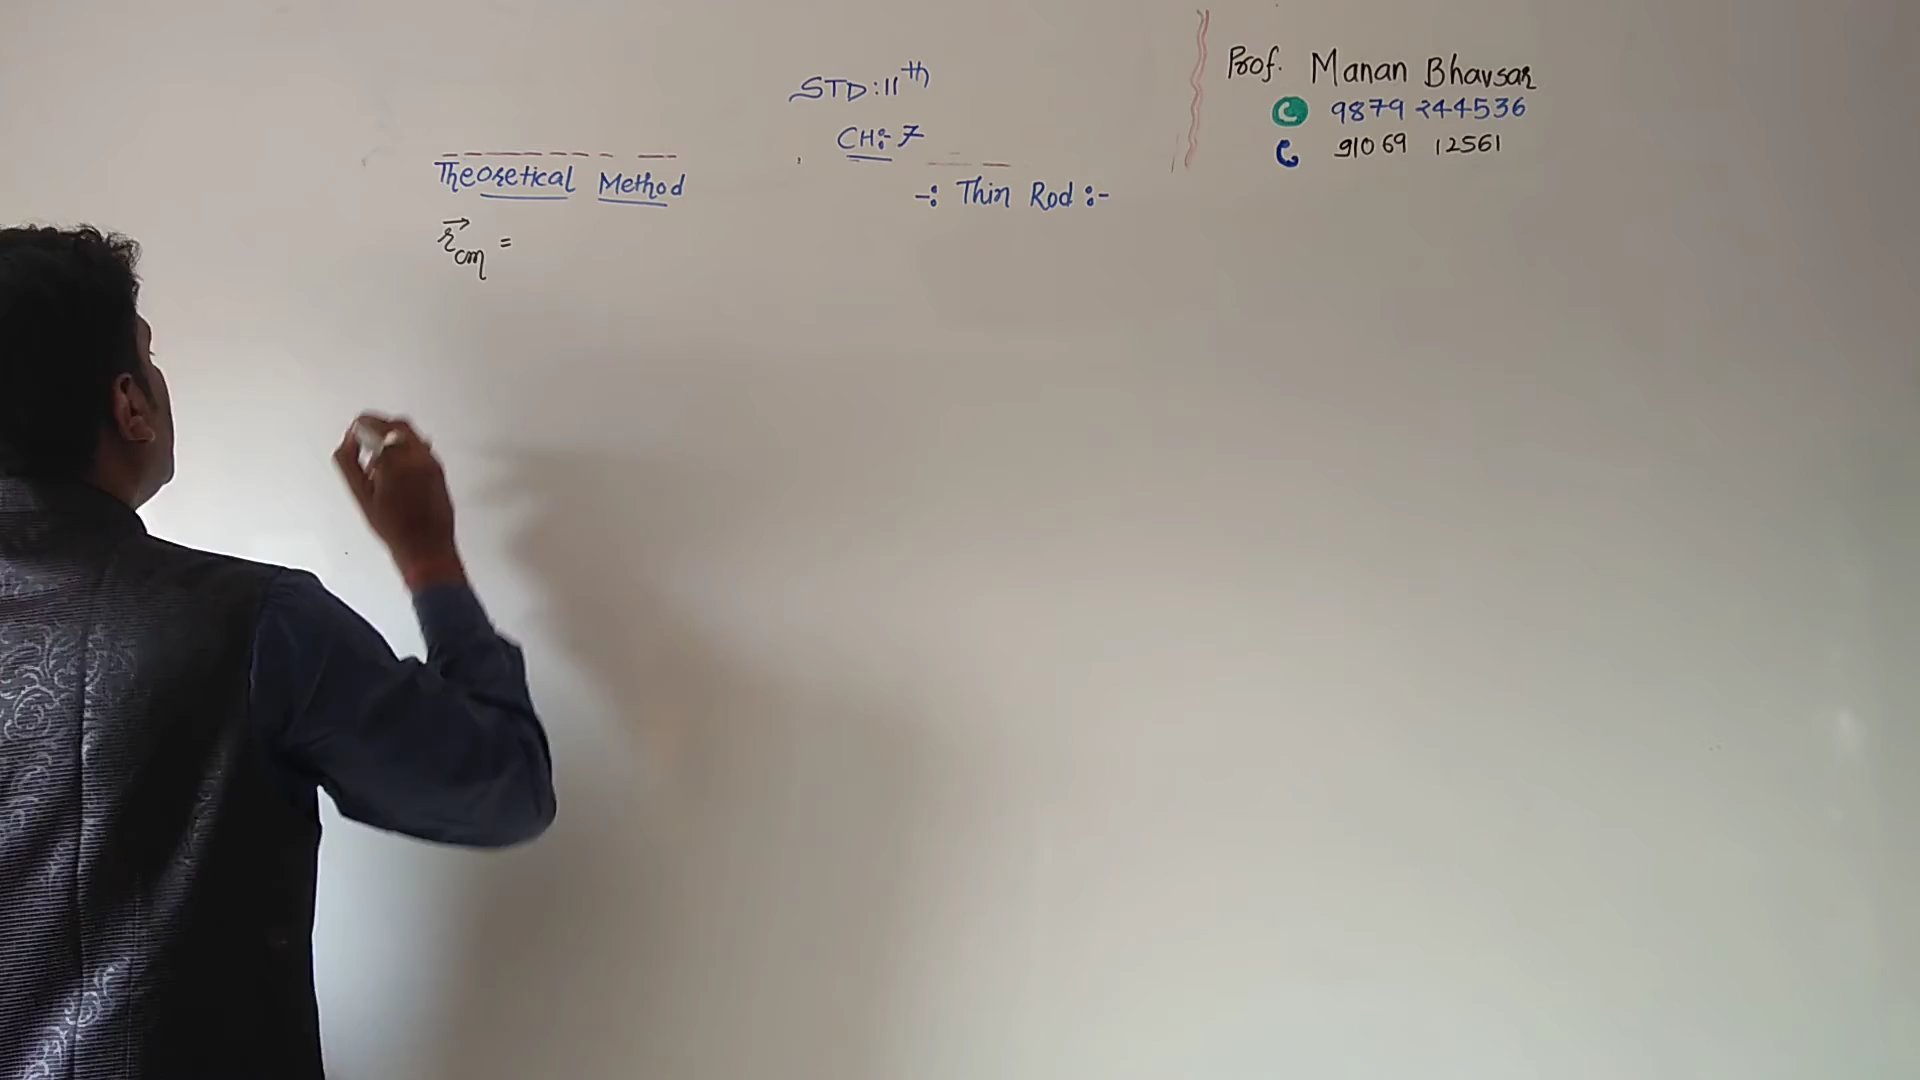 STD:11th
CH:- 7
Theoretical Method
r⃗cm =
-: Thin Rod :-
Prof. Manan Bhavsar
9879 244536
91069 12561